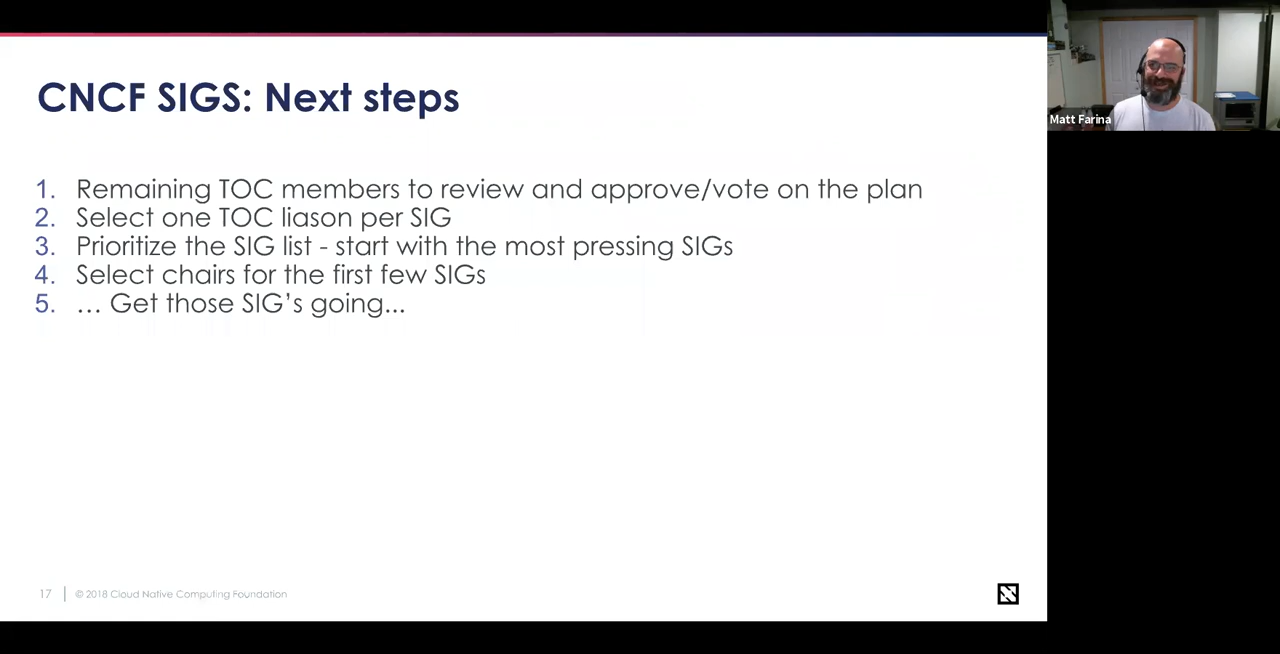 CNCF SIGS: Next steps
1. Remaining TOC members to review and approve/vote on the plan
2. Select one TOC liason per SIG
3. Prioritize the SIG list - start with the most pressing SIGs
4. Select chairs for the first few SIGs
5. … Get those SIG’s going...
17
© 2018 Cloud Native Computing Foundation
Matt Farina